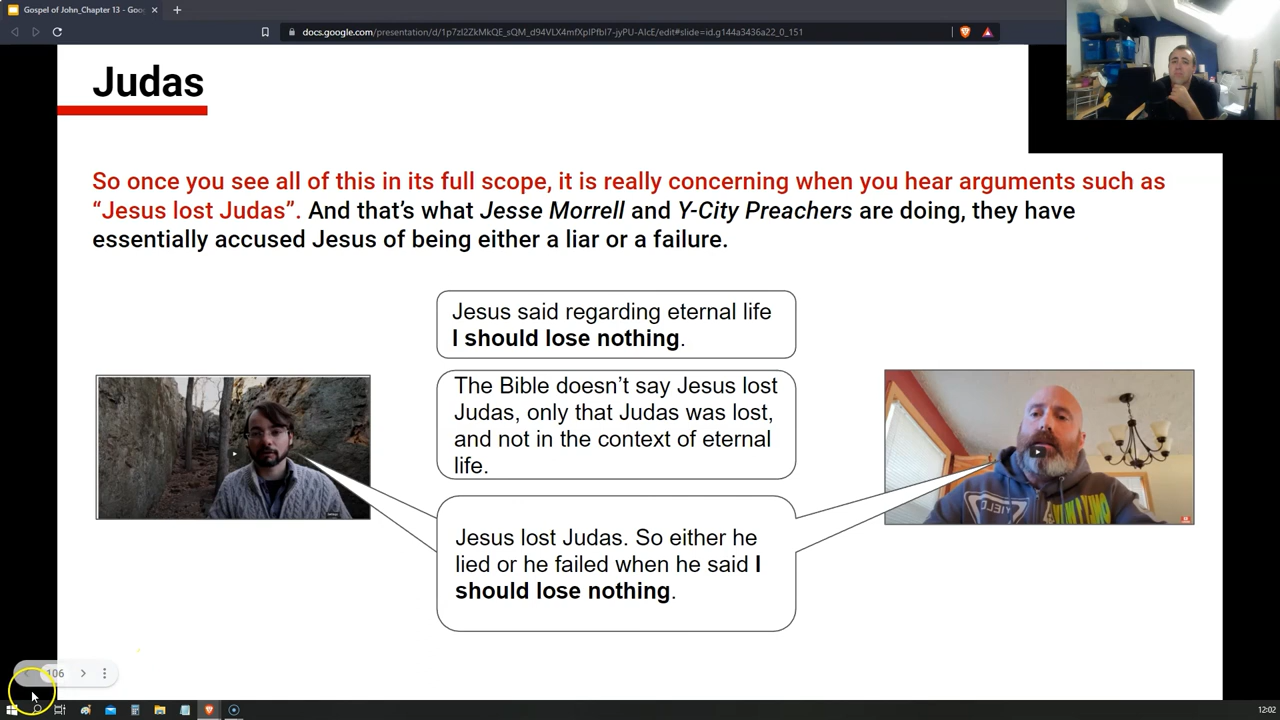 Gospel of John_Chapter 13 - Goo
docs.google.com/presentation/d/1p7zI2ZkMkQE_sQM_d94VLX4mfXpIPfbI7-jyPU-AIcE/edit#slide=id.g144a3436a22_0_151
Judas
So once you see all of this in its full scope, it is really concerning when you hear arguments such as
“Jesus lost Judas”. And that’s what Jesse Morrell and Y-City Preachers are doing, they have
essentially accused Jesus of being either a liar or a failure.
Jesus said regarding eternal life
I should lose nothing.
The Bible doesn’t say Jesus lost
Judas, only that Judas was lost,
and not in the context of eternal
life.
Jesus lost Judas. So either he
lied or he failed when he said I
should lose nothing.
106
12:02